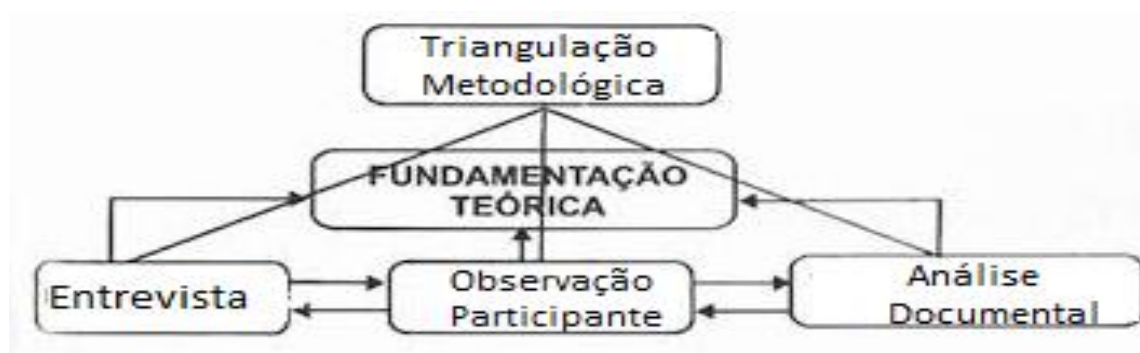 Triangulação
Metodológica
FUNDAMENTAÇÃO
TEÓRICA
Entrevista
Observação
Participante
Análise
Documental